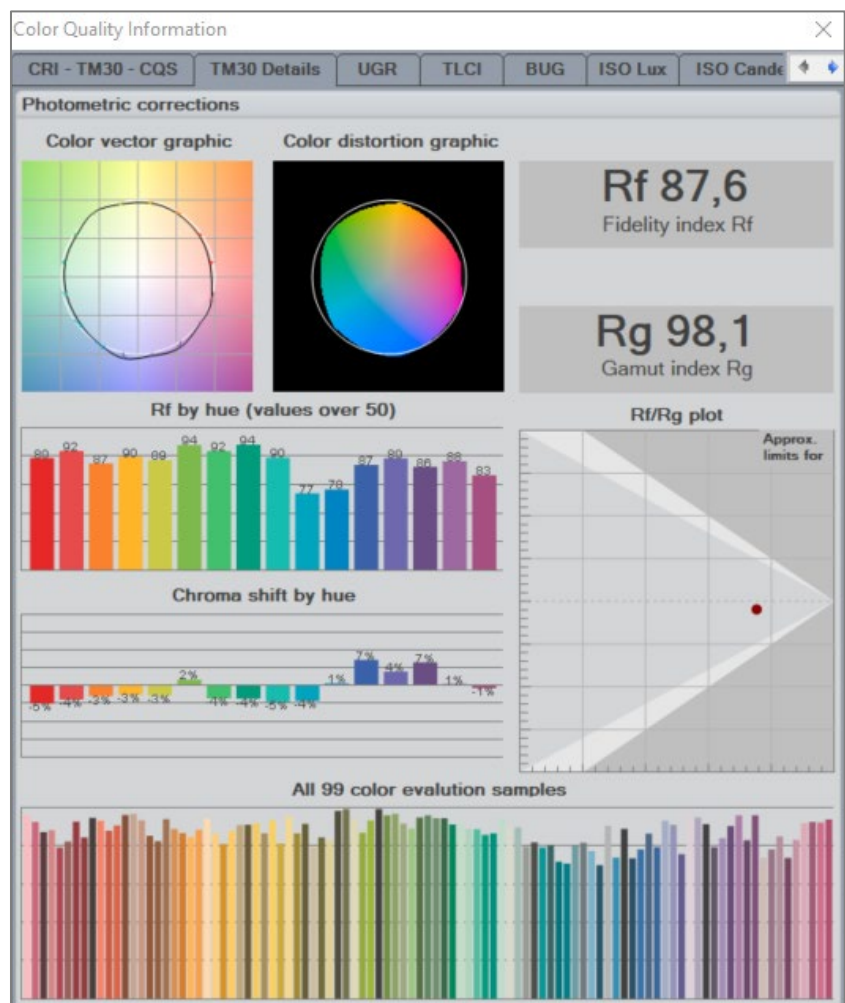 Color Quality Information
CRI - TM30 - CQS TM30 Details UGR TLCI BUG ISO Lux ISO Cande
Photometric corrections
Color vector graphic Color distortion graphic
Rf 87,6
Fidelity index Rf
Rg 98,1
Gamut index Rg
Rf by hue (values over 50)
89 92 87 90 89 94 92 94 90 77 78 87 89 86 88 83
Rf/Rg plot
Approx.
limits for
Chroma shift by hue
-5% -4% -3% -3% -3% 2% -4% -4% -5% -4% 1% 7% 4% 7% 1% -1%
All 99 color evalution samples